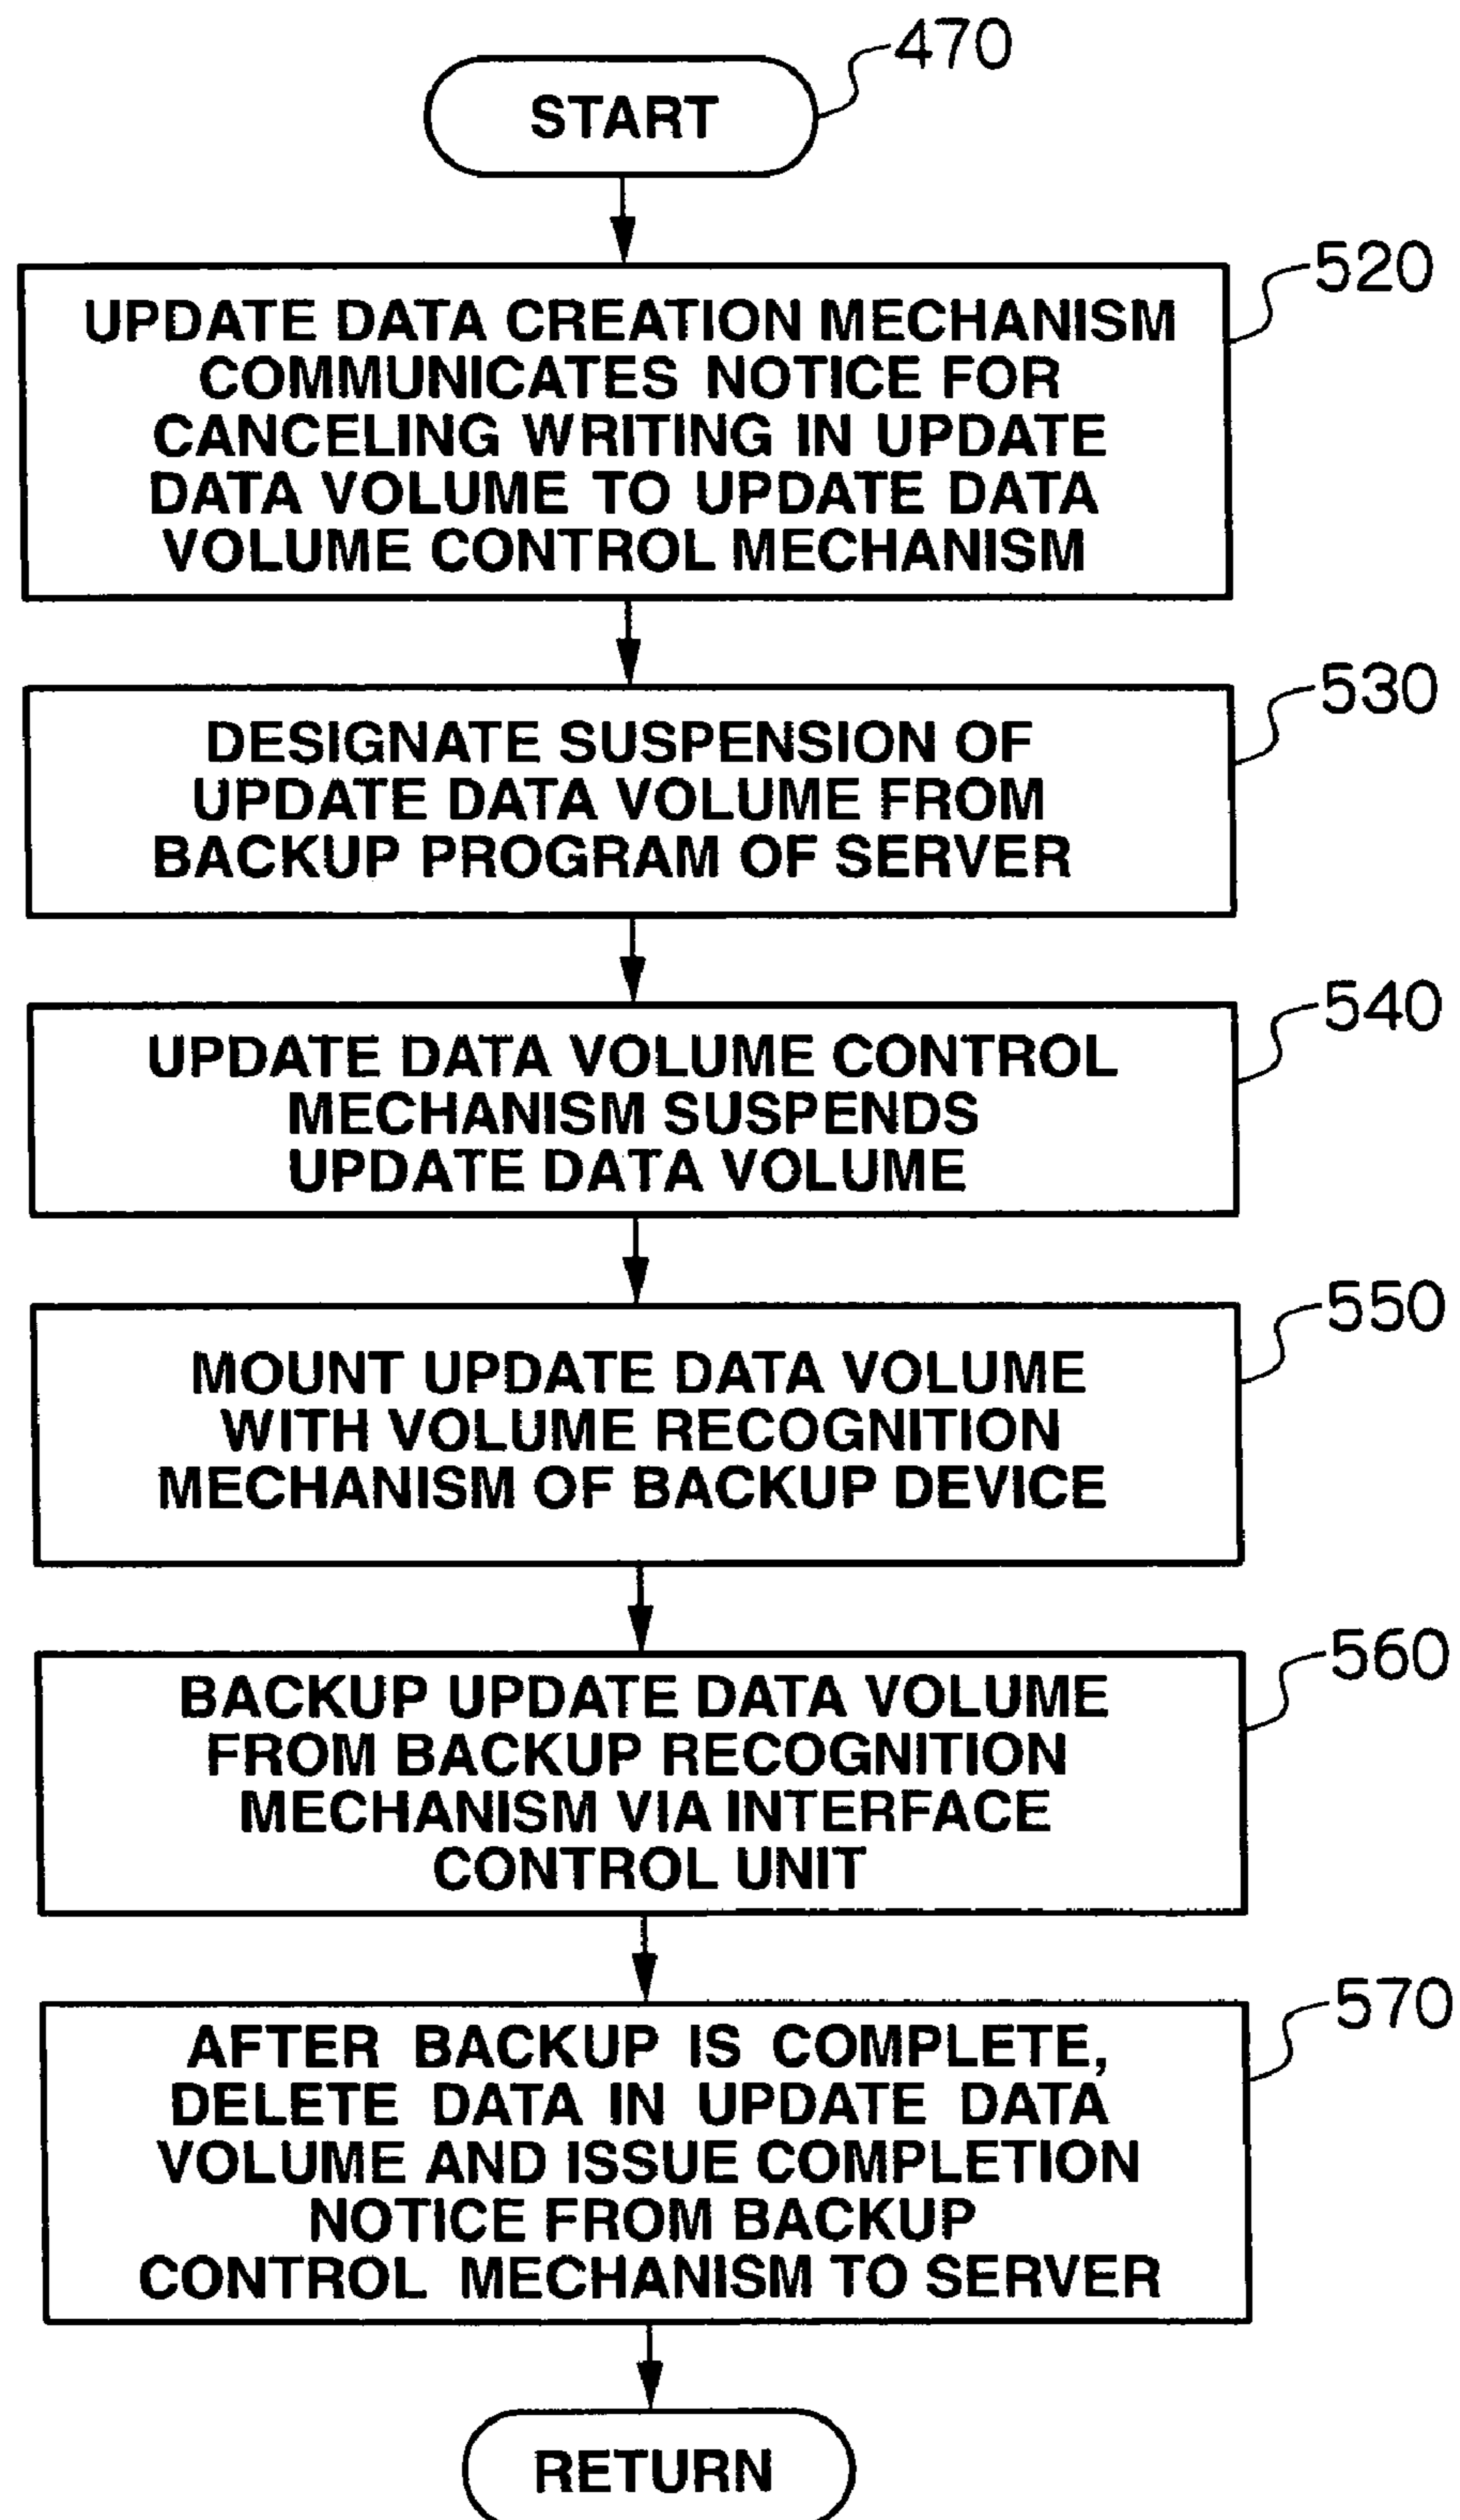 470
START
520
UPDATE DATA CREATION MECHANISM
COMMUNICATES NOTICE FOR
CANCELING WRITING IN UPDATE
DATA VOLUME TO UPDATE DATA
VOLUME CONTROL MECHANISM
530
DESIGNATE SUSPENSION OF
UPDATE DATA VOLUME FROM
BACKUP PROGRAM OF SERVER
540
UPDATE DATA VOLUME CONTROL
MECHANISM SUSPENDS
UPDATE DATA VOLUME
550
MOUNT UPDATE DATA VOLUME
WITH VOLUME RECOGNITION
MECHANISM OF BACKUP DEVICE
560
BACKUP UPDATE DATA VOLUME
FROM BACKUP RECOGNITION
MECHANISM VIA INTERFACE
CONTROL UNIT
570
AFTER BACKUP IS COMPLETE,
DELETE DATA IN UPDATE DATA
VOLUME AND ISSUE COMPLETION
NOTICE FROM BACKUP
CONTROL MECHANISM TO SERVER
RETURN